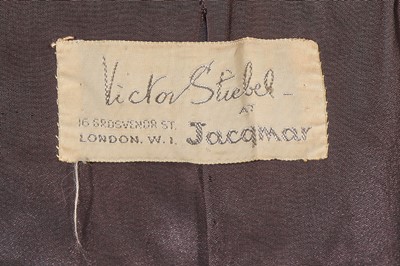 Victor Stiebel
AT
16 GROSVENOR ST.
LONDON. W. 1. Jacqmar